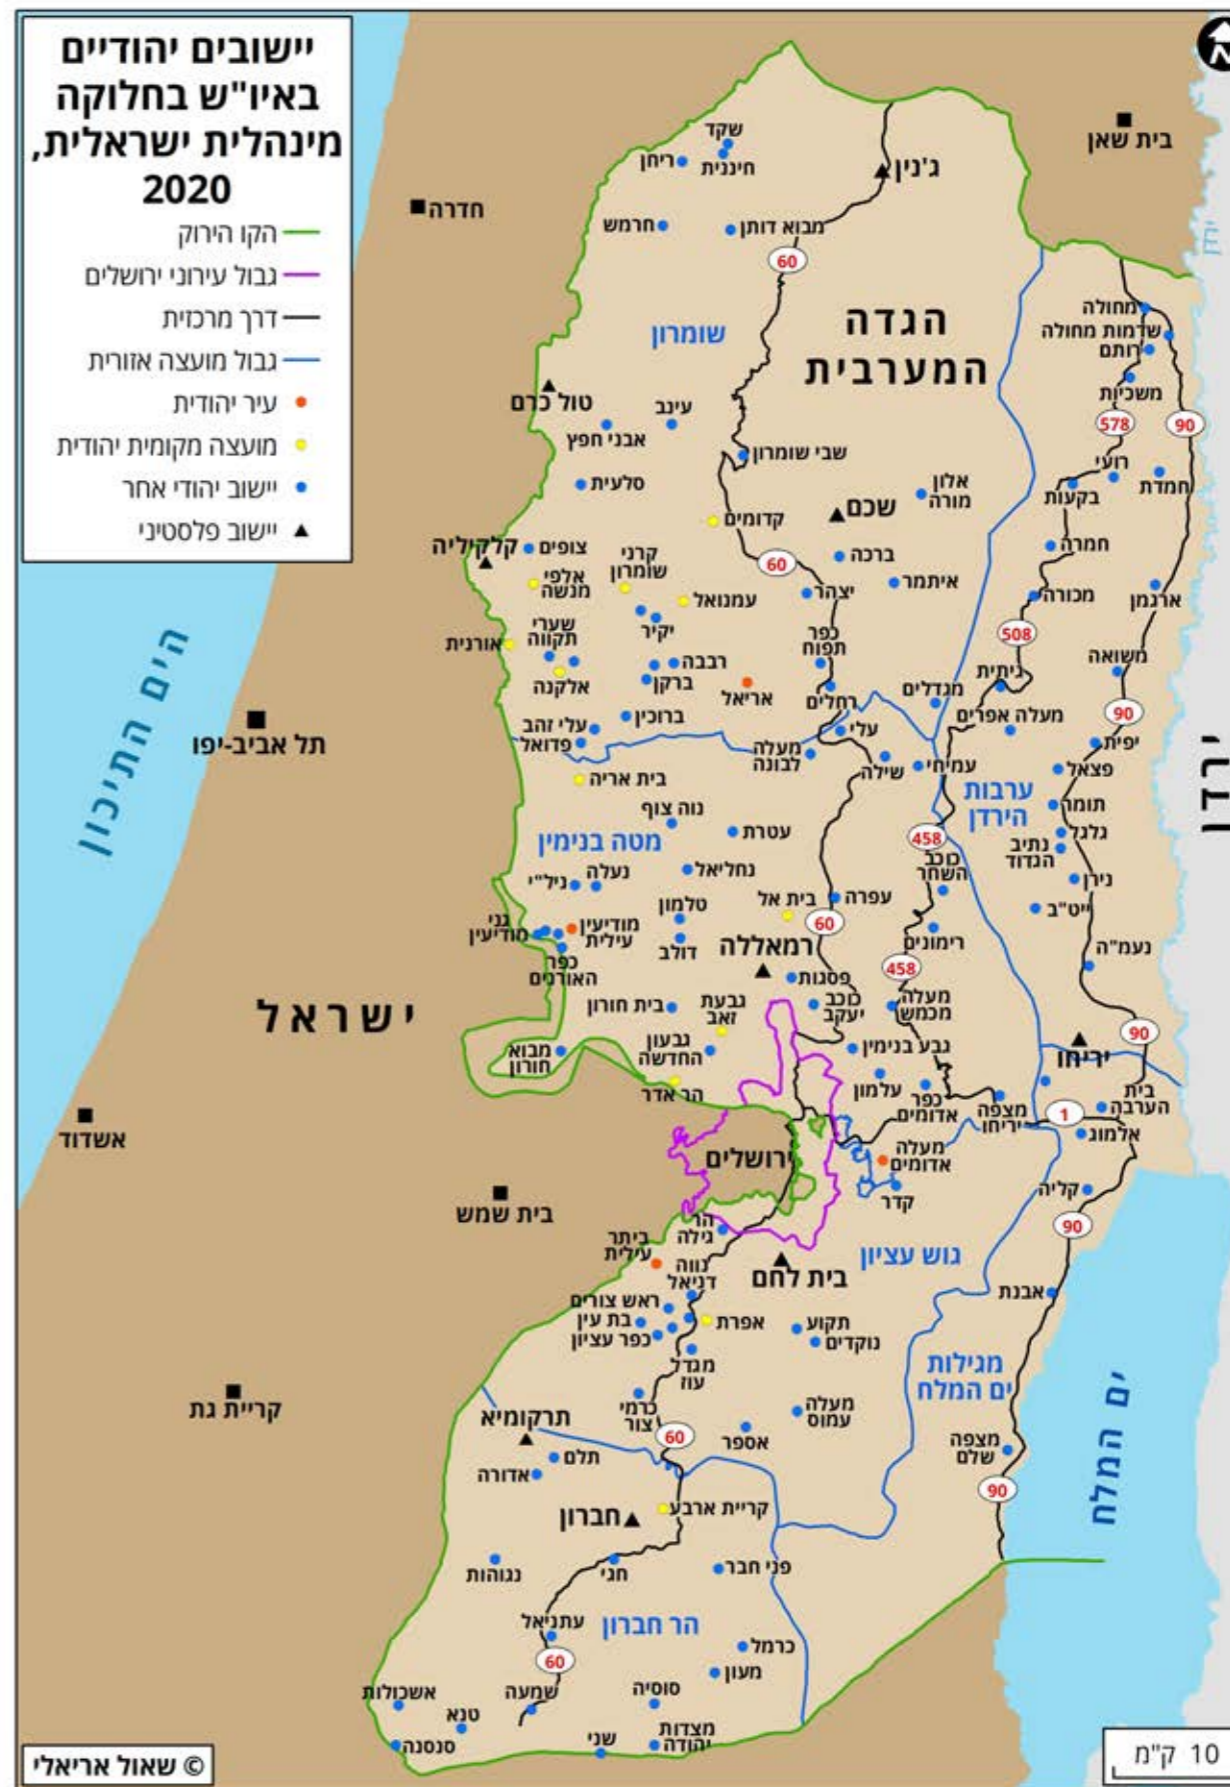 יישובים יהודיים
באיו"ש בחלוקה
מינהלית ישראלית,
2020
הקו הירוק
גבול עירוני ירושלים
דרך מרכזית
גבול מועצה אזורית
עיר יהודית
מועצה מקומית יהודית
יישוב יהודי אחר
יישוב פלסטיני
בית שאן
חדרה
שקד
ריחן
חיננית
ג'נין
חרמש
מבוא דותן
60
ירדן
הגדה
המערבית
שומרון
מחולה
שדמות מחולה
רותם
משכיות
578
90
טול כרם
עינב
אבני חפץ
שבי שומרון
סלעית
אלון
מורה
רועי
בקעות
חמדת
קדומים
שכם
קלקיליה
צופים
קרני
שומרון
אלפי
מנשה
60
ברכה
חמרה
עמנואל
יצהר
איתמר
מכורה
ארגמן
יקיר
שערי
תקווה
אורנית
כפר
תפוח
508
רבבה
ברקן
אלקנה
אריאל
משואה
גיתית
רחלים
מגדלים
מעלה אפרים
90
ברוכין
עלי זהב
פדואל
עלי
יפית
תל אביב-יפו
מעלה
לבונה
שילה
עמיחי
פצאל
בית אריה
ערבות
הירדן
תומר
נוה צוף
עטרת
מטה בנימין
458
גלגל
נתיב
הגדוד
כוכב
השחר
נחליאל
נעלה
ניל"י
נירן
הים התיכון
ירדן
טלמון
בית אל
עפרה
60
ייט"ב
גני
מודיעין
מודיעין
עילית
דולב
רימונים
כפר
האורנים
רמאללה
458
נעמ"ה
פסגות
ישראל
בית חורון
גבעת
זאב
כוכב
יעקב
מעלה
מכמש
90
גבעון
החדשה
גבע בנימין
יריחו
מבוא
חורון
הר אדר
עלמון
כפר
אדומים
מצפה
יריחו
בית
הערבה
1
אשדוד
אלמוג
ירושלים
מעלה
אדומים
קדר
קליה
בית שמש
הר
גילה
90
ביתר
עילית
גוש עציון
נווה
דניאל
בית לחם
אבנת
ראש צורים
בת עין
כפר עציון
אפרת
תקוע
נוקדים
מגדל
עוז
מגילות
ים המלח
ים המלח
קריית גת
כרמי
צור
מעלה
עמוס
תרקומיא
60
אספר
מצפה
שלם
תלם
אדורה
90
קריית ארבע
חברון
נגוהות
חגי
פני חבר
עתניאל
הר חברון
60
כרמל
מעון
אשכולות
שמעה
סוסיה
טנא
סנסנה
שני
מצדות
יהודה
10 ק"מ
© שאול אריאלי